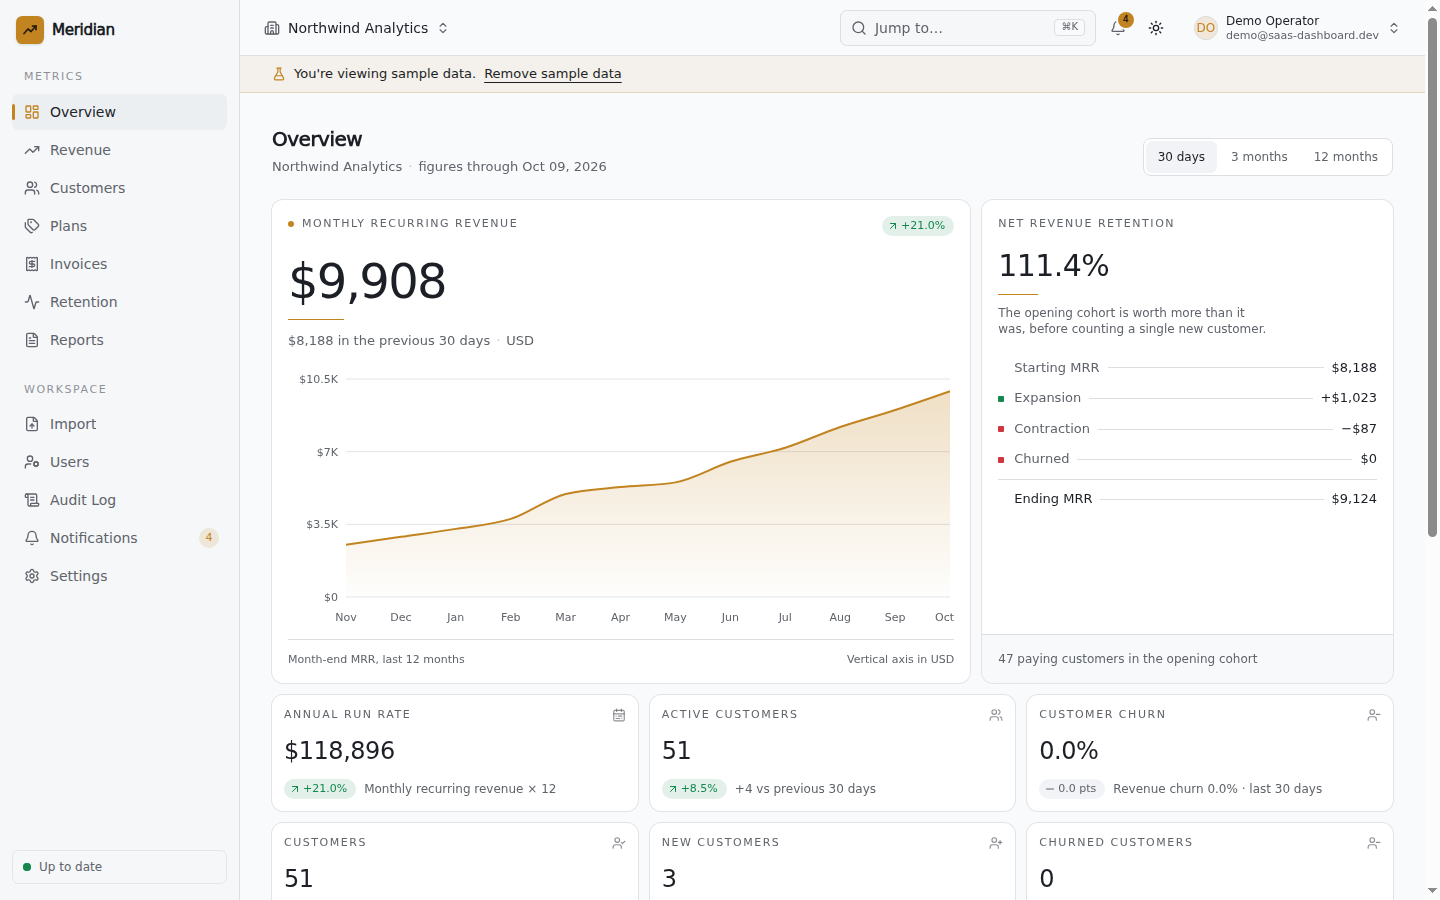 Meridian
METRICS
Overview
Revenue
Customers
Plans
Invoices
Retention
Reports
WORKSPACE
Import
Users
Audit Log
Notifications 4
Settings
Up to date
Northwind Analytics
Jump to... ⌘K
4
DO
Demo Operator
demo@saas-dashboard.dev
You're viewing sample data. Remove sample data
Overview
Northwind Analytics · figures through Oct 09, 2026
30 days 3 months 12 months
MONTHLY RECURRING REVENUE
+21.0%
$9,908
$8,188 in the previous 30 days · USD
$10.5K
$7K
$3.5K
$0
Nov Dec Jan Feb Mar Apr May Jun Jul Aug Sep Oct
Month-end MRR, last 12 months
Vertical axis in USD
NET REVENUE RETENTION
111.4%
The opening cohort is worth more than it
was, before counting a single new customer.
Starting MRR $8,188
Expansion +$1,023
Contraction −$87
Churned $0
Ending MRR $9,124
47 paying customers in the opening cohort
ANNUAL RUN RATE
$118,896
+21.0% Monthly recurring revenue × 12
ACTIVE CUSTOMERS
51
+8.5% +4 vs previous 30 days
CUSTOMER CHURN
0.0%
0.0 pts Revenue churn 0.0% · last 30 days
CUSTOMERS
51
NEW CUSTOMERS
3
CHURNED CUSTOMERS
0